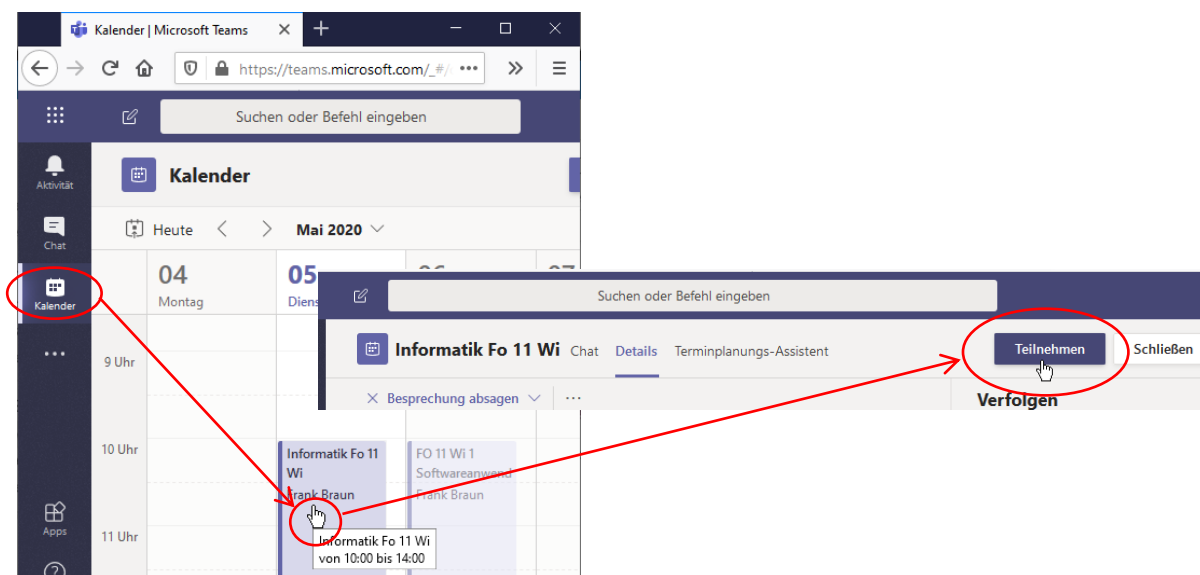 Kalender | Microsoft Teams
https://teams.microsoft.com/_#/
Suchen oder Befehl eingeben
Aktivität
Kalender
Chat
Heute
Mai 2020
Kalender
04
Montag
05
Diens
9 Uhr
10 Uhr
11 Uhr
Informatik Fo 11
Wi
Frank Braun
FO 11 Wi 1
Softwareanwend
Frank Braun
Informatik Fo 11 Wi
von 10:00 bis 14:00
Apps
Suchen oder Befehl eingeben
Informatik Fo 11 Wi
Chat
Details
Terminplanungs-Assistent
Teilnehmen
Schließen
Besprechung absagen
Verfolgen